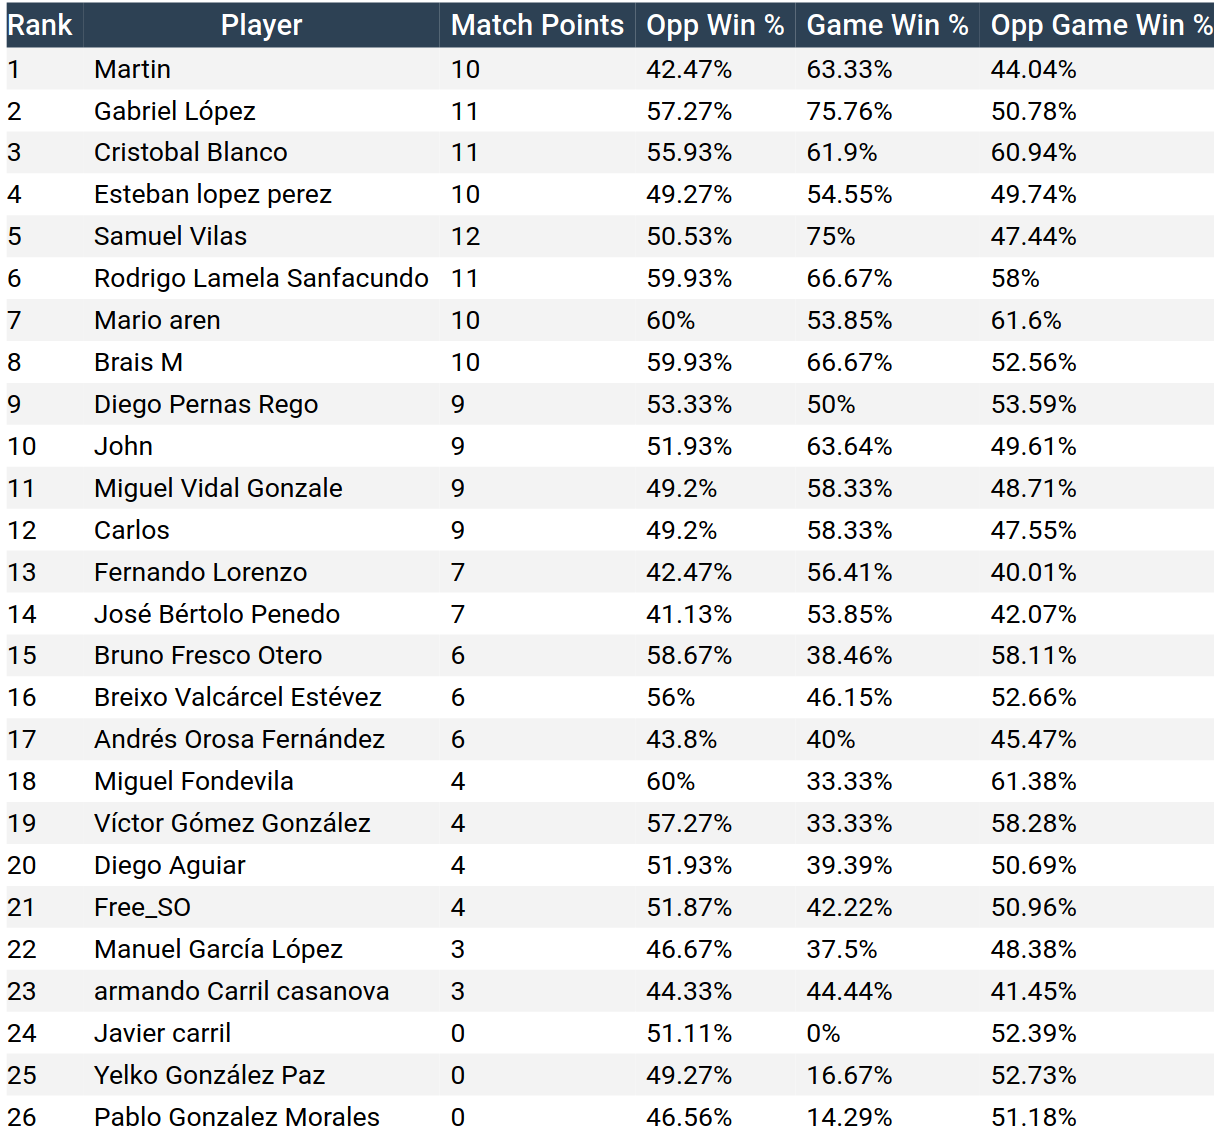 Rank Player Match Points Opp Win % Game Win % Opp Game Win %
1 Martin 10 42.47% 63.33% 44.04%
2 Gabriel López 11 57.27% 75.76% 50.78%
3 Cristobal Blanco 11 55.93% 61.9% 60.94%
4 Esteban lopez perez 10 49.27% 54.55% 49.74%
5 Samuel Vilas 12 50.53% 75% 47.44%
6 Rodrigo Lamela Sanfacundo 11 59.93% 66.67% 58%
7 Mario aren 10 60% 53.85% 61.6%
8 Brais M 10 59.93% 66.67% 52.56%
9 Diego Pernas Rego 9 53.33% 50% 53.59%
10 John 9 51.93% 63.64% 49.61%
11 Miguel Vidal Gonzale 9 49.2% 58.33% 48.71%
12 Carlos 9 49.2% 58.33% 47.55%
13 Fernando Lorenzo 7 42.47% 56.41% 40.01%
14 José Bértolo Penedo 7 41.13% 53.85% 42.07%
15 Bruno Fresco Otero 6 58.67% 38.46% 58.11%
16 Breixo Valcárcel Estévez 6 56% 46.15% 52.66%
17 Andrés Orosa Fernández 6 43.8% 40% 45.47%
18 Miguel Fondevila 4 60% 33.33% 61.38%
19 Víctor Gómez González 4 57.27% 33.33% 58.28%
20 Diego Aguiar 4 51.93% 39.39% 50.69%
21 Free_SO 4 51.87% 42.22% 50.96%
22 Manuel García López 3 46.67% 37.5% 48.38%
23 armando Carril casanova 3 44.33% 44.44% 41.45%
24 Javier carril 0 51.11% 0% 52.39%
25 Yelko González Paz 0 49.27% 16.67% 52.73%
26 Pablo Gonzalez Morales 0 46.56% 14.29% 51.18%